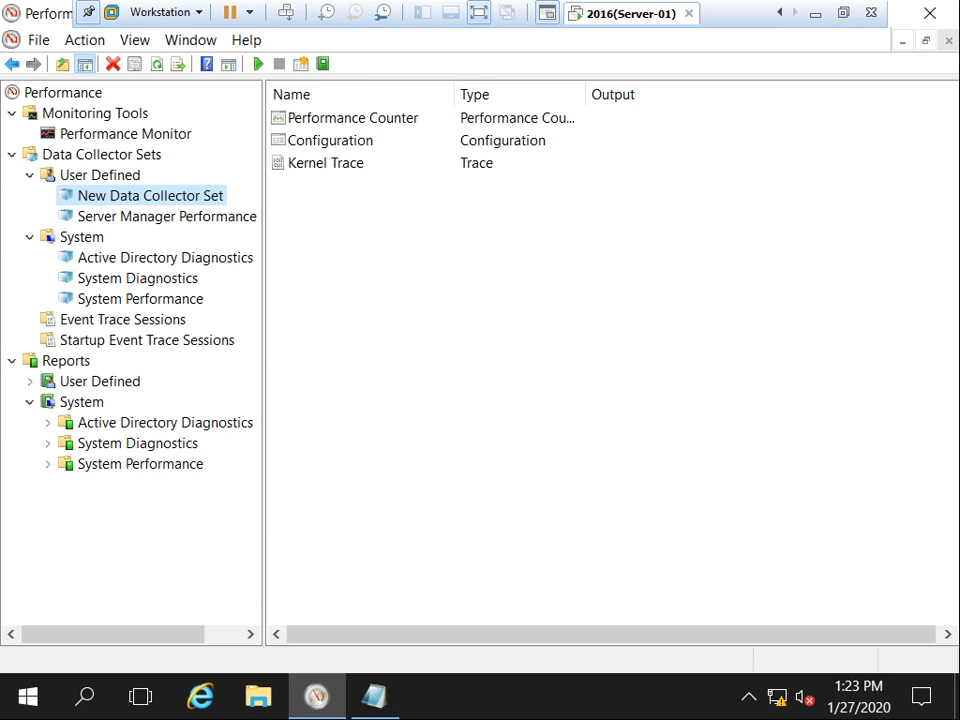 Perform
Workstation
2016(Server-01)
File Action View Window Help
Performance
Monitoring Tools
Performance Monitor
Data Collector Sets
User Defined
New Data Collector Set
Server Manager Performance
System
Active Directory Diagnostics
System Diagnostics
System Performance
Event Trace Sessions
Startup Event Trace Sessions
Reports
User Defined
System
Active Directory Diagnostics
System Diagnostics
System Performance
Name Type Output
Performance Counter Performance Cou...
Configuration Configuration
Kernel Trace Trace
1:23 PM
1/27/2020